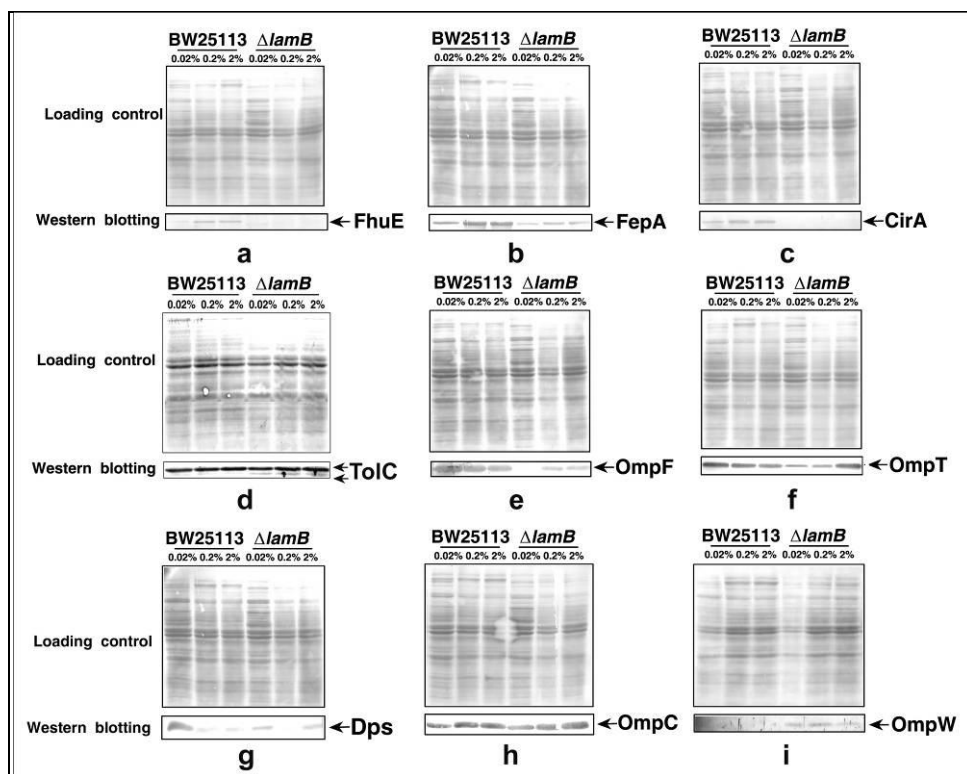 BW25113 ΔlamB
0.02% 0.2% 2% 0.02% 0.2% 2%
BW25113 ΔlamB
0.02% 0.2% 2% 0.02% 0.2% 2%
BW25113 ΔlamB
0.02% 0.2% 2% 0.02% 0.2% 2%
Loading control
Western blotting
FhuE
FepA
CirA
a
b
c
BW25113 ΔlamB
0.02% 0.2% 2% 0.02% 0.2% 2%
BW25113 ΔlamB
0.02% 0.2% 2% 0.02% 0.2% 2%
BW25113 ΔlamB
0.02% 0.2% 2% 0.02% 0.2% 2%
Loading control
Western blotting
TolC
OmpF
OmpT
d
e
f
BW25113 ΔlamB
0.02% 0.2% 2% 0.02% 0.2% 2%
BW25113 ΔlamB
0.02% 0.2% 2% 0.02% 0.2% 2%
BW25113 ΔlamB
0.02% 0.2% 2% 0.02% 0.2% 2%
Loading control
Western blotting
Dps
OmpC
OmpW
g
h
i